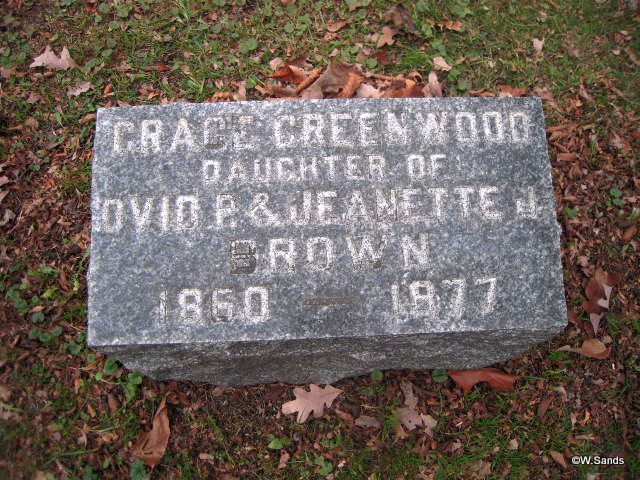 GRACE GREENWOOD
DAUGHTER OF
OVID P. & JEANETTE J.
BROWN
1860 — 1877
©W.Sands